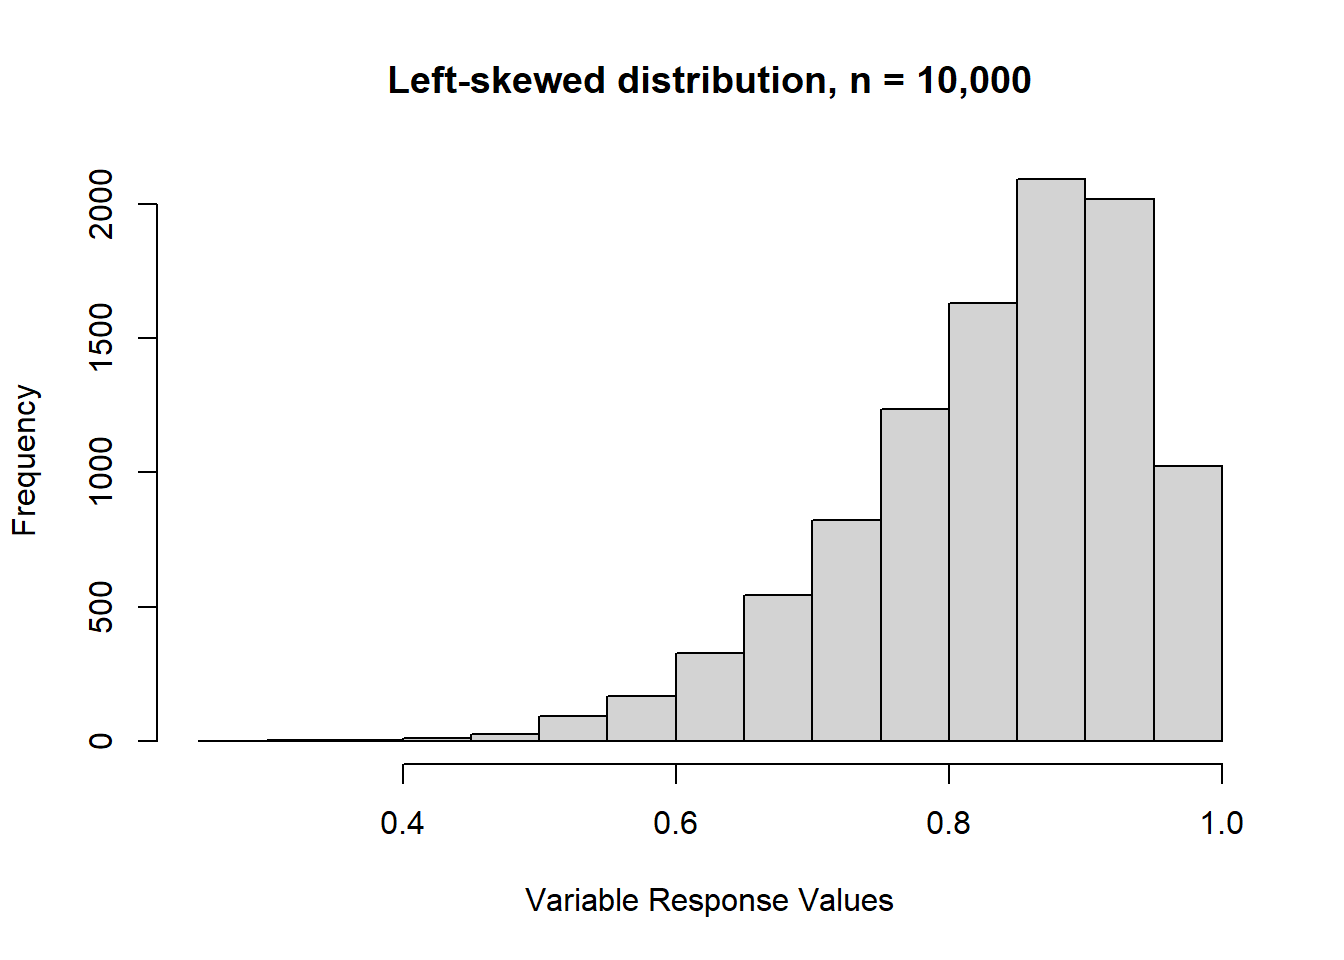 Left-skewed distribution, n = 10,000
2000
1500
1000
500
0
Frequency
0.4 0.6 0.8 1.0
Variable Response Values